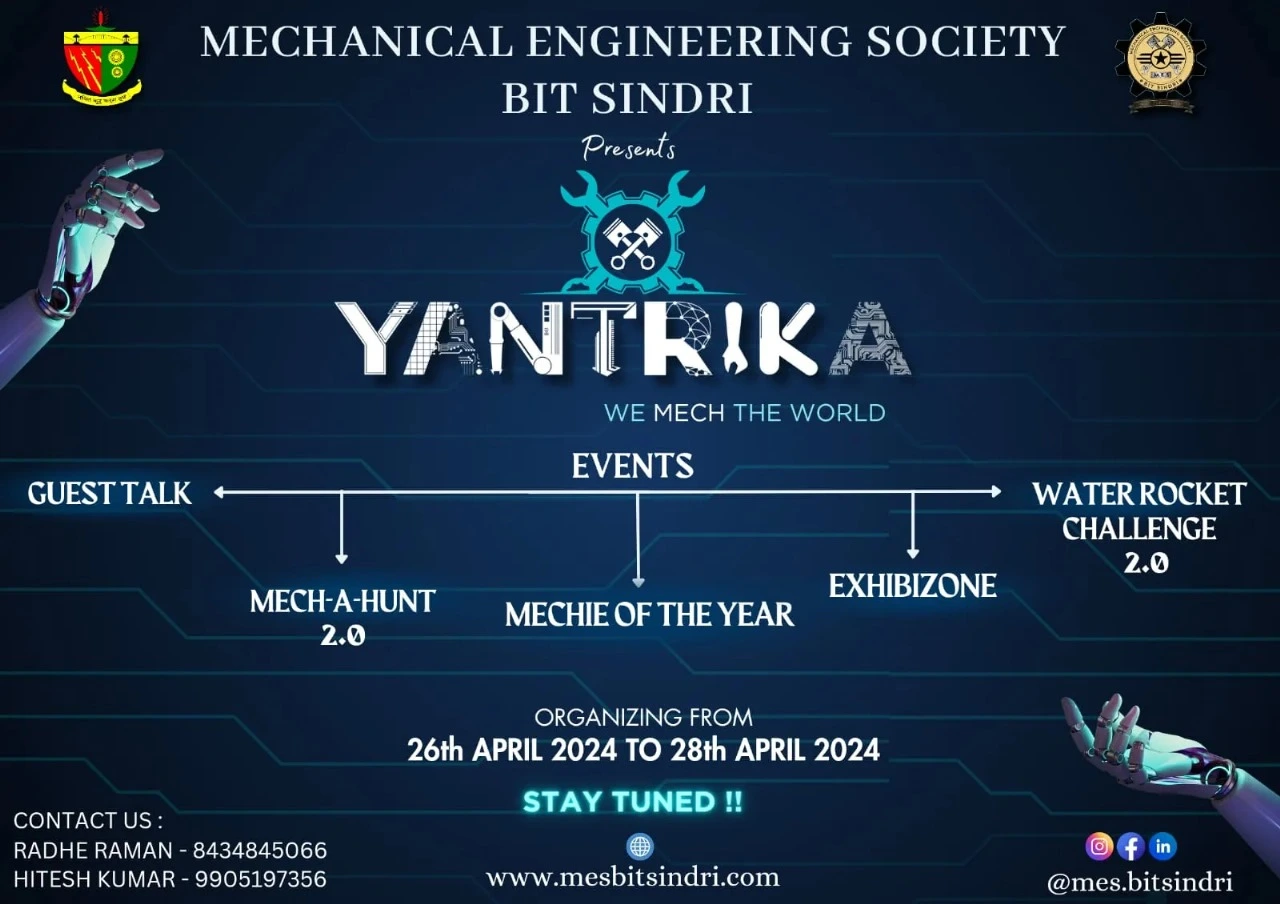 MECHANICAL ENGINEERING SOCIETY
BIT SINDRI
Presents
YANTRIKA
WE MECH THE WORLD
EVENTS
GUEST TALK
MECH-A-HUNT
2.0
MECHIE OF THE YEAR
EXHIBIZONE
WATER ROCKET
CHALLENGE
2.0
ORGANIZING FROM
26th APRIL 2024 TO 28th APRIL 2024
STAY TUNED !!
CONTACT US :
RADHE RAMAN - 8434845066
HITESH KUMAR - 9905197356
www.mesbitsindri.com
@mes.bitsindri